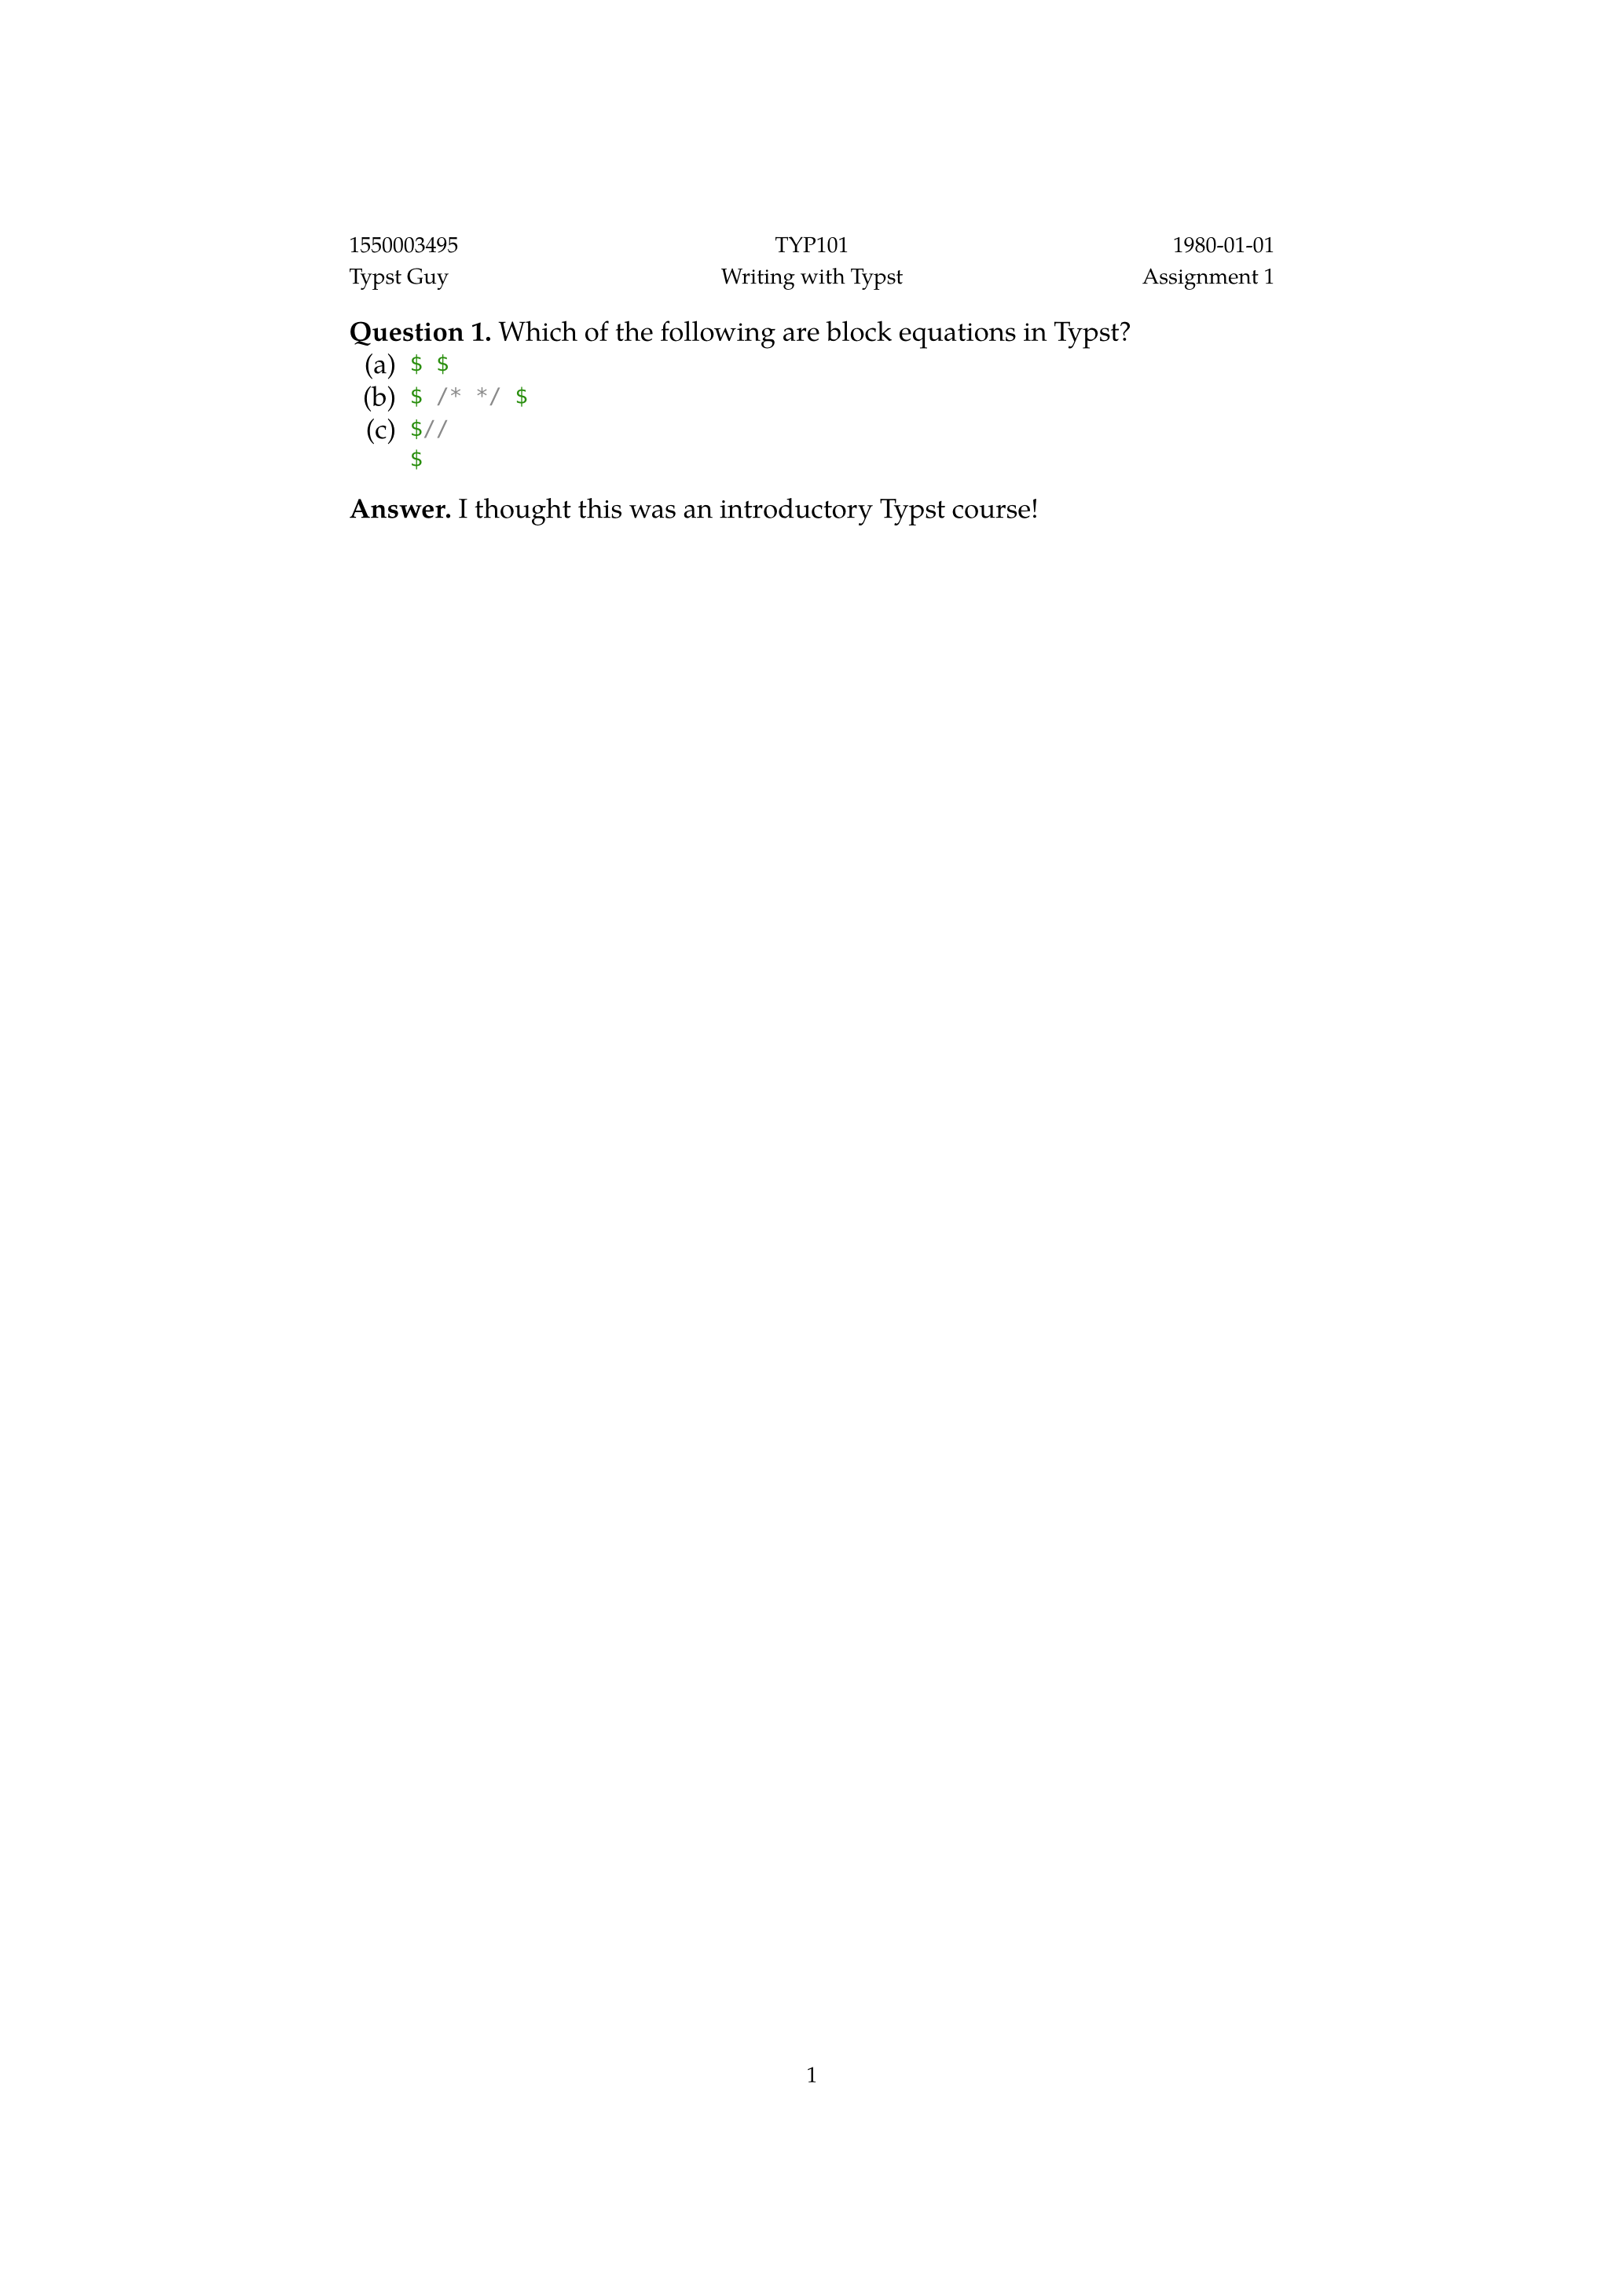 1550003495 TYP101 1980-01-01
Typst Guy Writing with Typst Assignment 1
Question 1. Which of the following are block equations in Typst?
(a) $ $
(b) $ /* */ $
(c) $//
$
Answer. I thought this was an introductory Typst course!
1